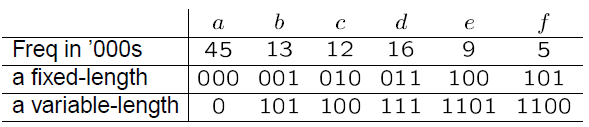 a b c d e f
Freq in ’000s 45 13 12 16 9 5
a fixed-length 000 001 010 011 100 101
a variable-length 0 101 100 111 1101 1100